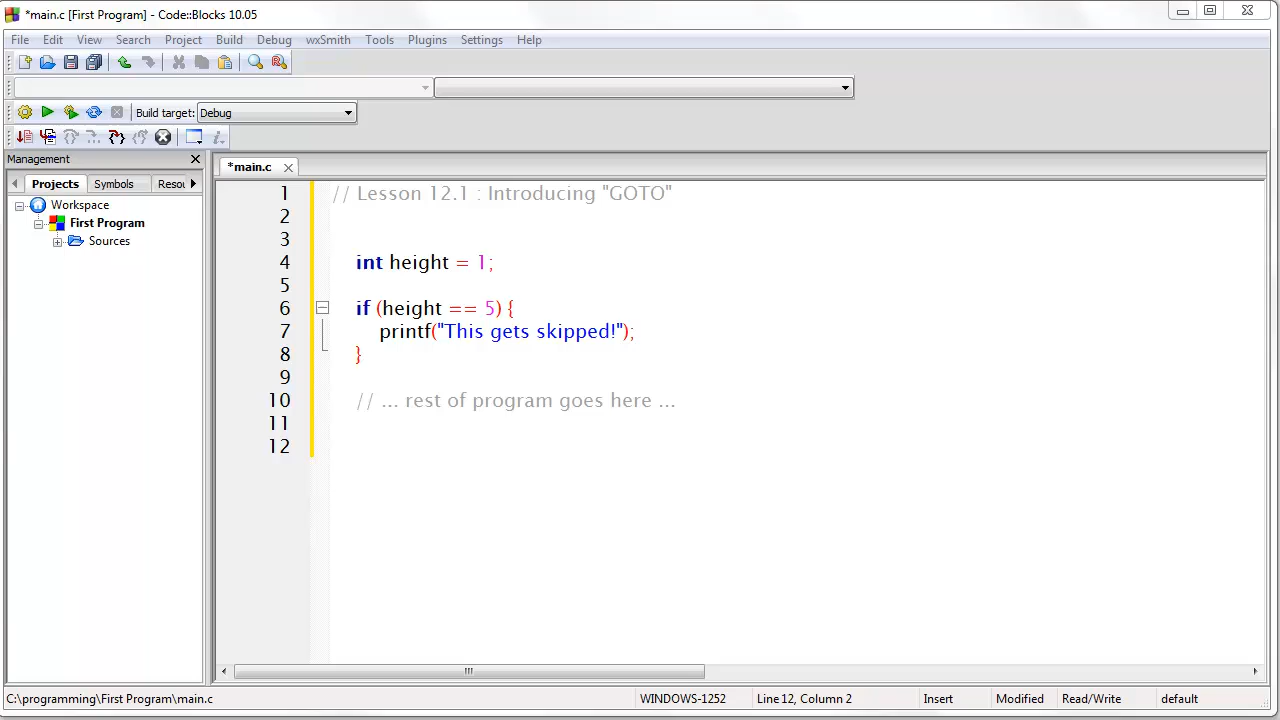 *main.c [First Program] - Code::Blocks 10.05
File Edit View Search Project Build Debug wxSmith Tools Plugins Settings Help
Build target: Debug
Management
Projects Symbols Resou
*main.c
Workspace
First Program
Sources
1 // Lesson 12.1 : Introducing "GOTO"
2
3
4 int height = 1;
5
6 if (height == 5) {
7 printf("This gets skipped!");
8 }
9
10 // ... rest of program goes here ...
11
12
C:\programming\First Program\main.c WINDOWS-1252 Line 12, Column 2 Insert Modified Read/Write default